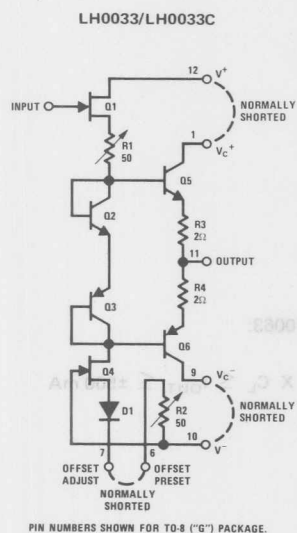 LH0033/LH0033C
12 V+
INPUT Q1
NORMALLY
SHORTED
R1
50
1
VC+
Q5
Q2
R3
2Ω
11 OUTPUT
R4
2Ω
Q3
Q6
9 VC-
Q4
D1
R2
50
NORMALLY
SHORTED
10
V-
7 6
OFFSET OFFSET
ADJUST PRESET
NORMALLY
SHORTED
PIN NUMBERS SHOWN FOR TO-8 ("G") PACKAGE.